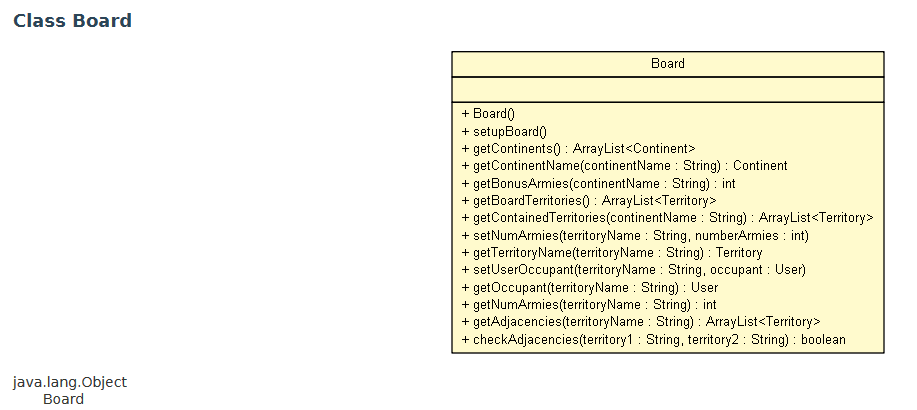 Class Board
Board
+ Board()
+ setupBoard()
+ getContinents() : ArrayList<Continent>
+ getContinentName(continentName : String) : Continent
+ getBonusArmies(continentName : String) : int
+ getBoardTerritories() : ArrayList<Territory>
+ getContainedTerritories(continentName : String) : ArrayList<Territory>
+ setNumArmies(territoryName : String, numberArmies : int)
+ getTerritoryName(territoryName : String) : Territory
+ setUserOccupant(territoryName : String, occupant : User)
+ getOccupant(territoryName : String) : User
+ getNumArmies(territoryName : String) : int
+ getAdjacencies(territoryName : String) : ArrayList<Territory>
+ checkAdjacencies(territory1 : String, territory2 : String) : boolean
java.lang.Object
Board